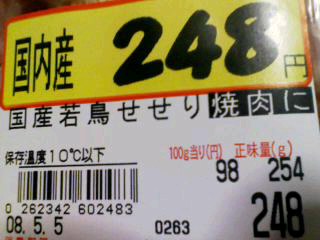 国内産 248円
国産若鳥せせり 焼肉に
保存温度10℃以下 100g当り(円) 正味量(g)
98 254
0 262342 602483
08.5.5 0263 248